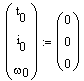 ( t₀ ) := ( 0 )
( i₀ ) ( 0 )
( ω₀ ) ( 0 )